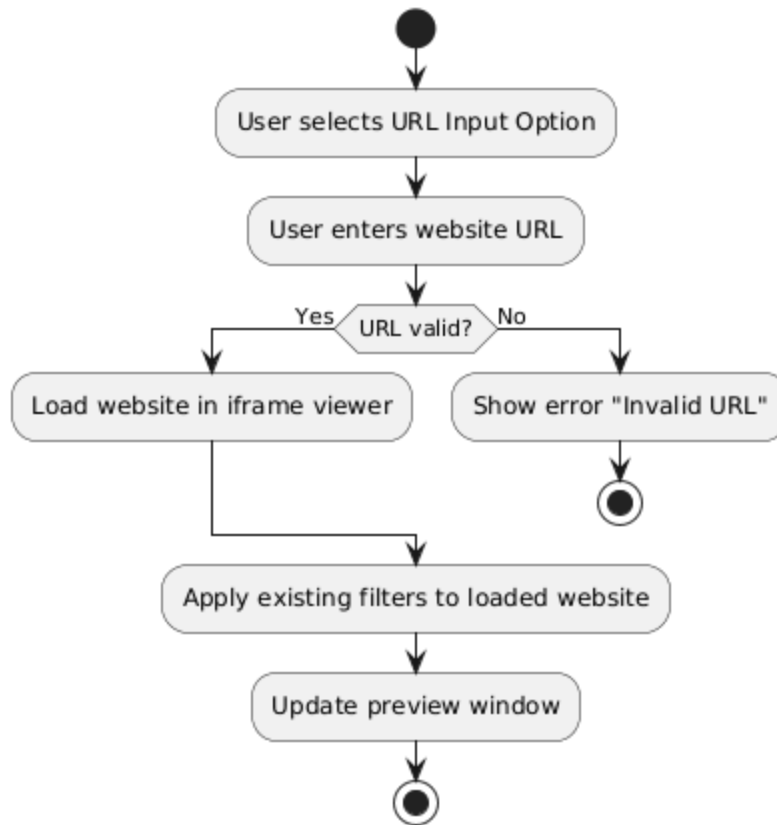 User selects URL Input Option
User enters website URL
Yes
URL valid?
No
Load website in iframe viewer
Show error "Invalid URL"
Apply existing filters to loaded website
Update preview window